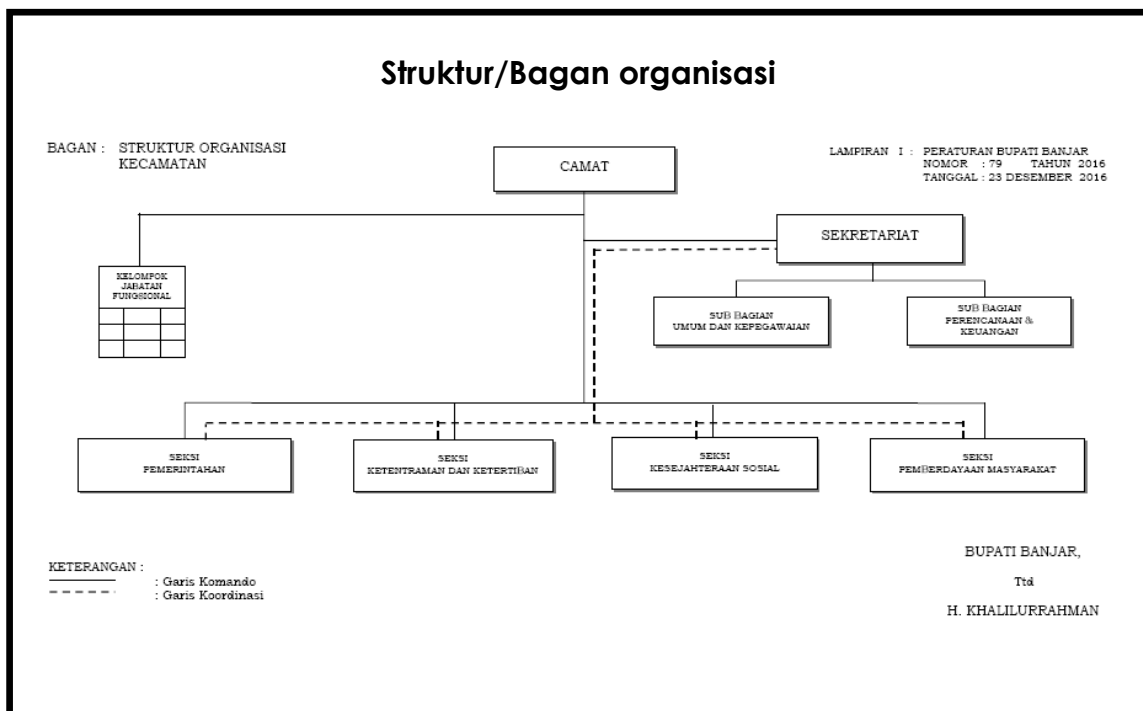 Struktur/Bagan organisasi
BAGAN : STRUKTUR ORGANISASI
KECAMATAN
LAMPIRAN I : PERATURAN BUPATI BANJAR
NOMOR : 79 TAHUN 2016
TANGGAL : 23 DESEMBER 2016
CAMAT
SEKRETARIAT
KELOMPOK
JABATAN
FUNGSIONAL
SUB BAGIAN
UMUM DAN KEPEGAWAIAN
SUB BAGIAN
PERENCANAAN &
KEUANGAN
SEKSI
PEMERINTAHAN
SEKSI
KETENTRAMAN DAN KETERTIBAN
SEKSI
KESEJAHTERAAN SOSIAL
SEKSI
PEMBERDAYAAN MASYARAKAT
KETERANGAN :
: Garis Komando
: Garis Koordinasi
BUPATI BANJAR,
Ttd
H. KHALILURRAHMAN